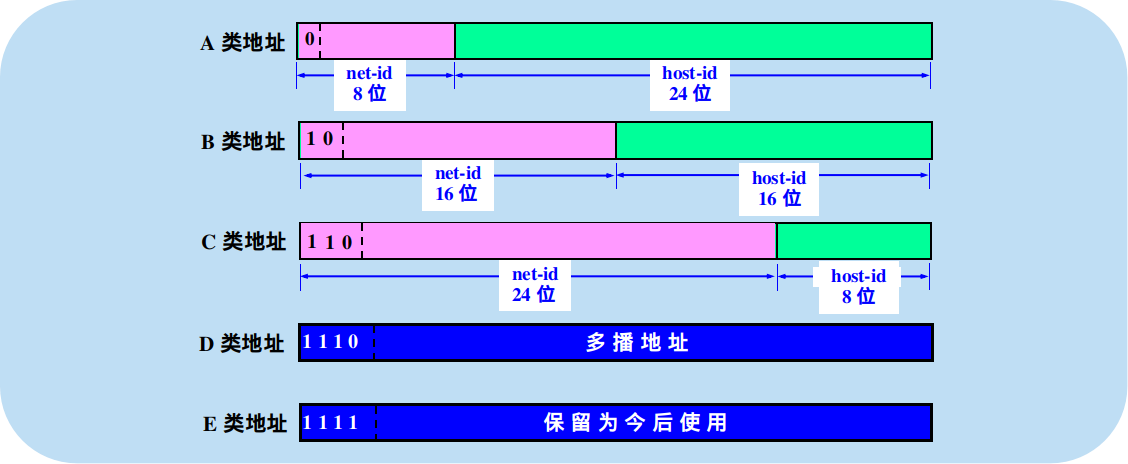 A 类地址
0
net-id
8 位
host-id
24 位
B 类地址
1 0
net-id
16 位
host-id
16 位
C 类地址
1 1 0
net-id
24 位
host-id
8 位
D 类地址
1 1 1 0
多播地址
E 类地址
1 1 1 1
保留为今后使用